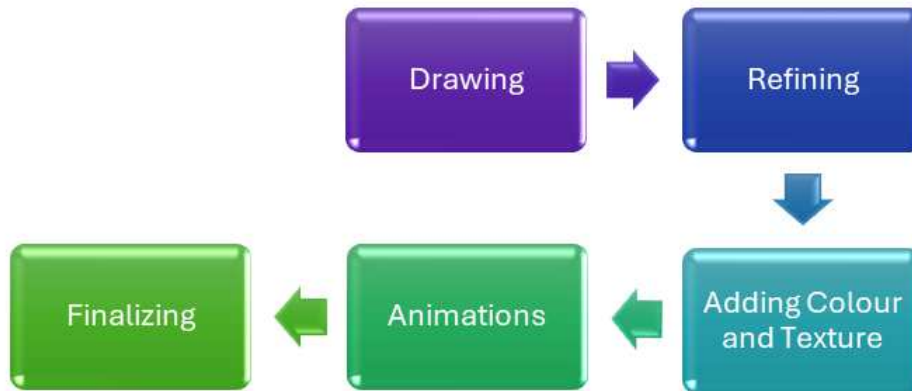 Drawing
Refining
Adding Colour
and Texture
Animations
Finalizing